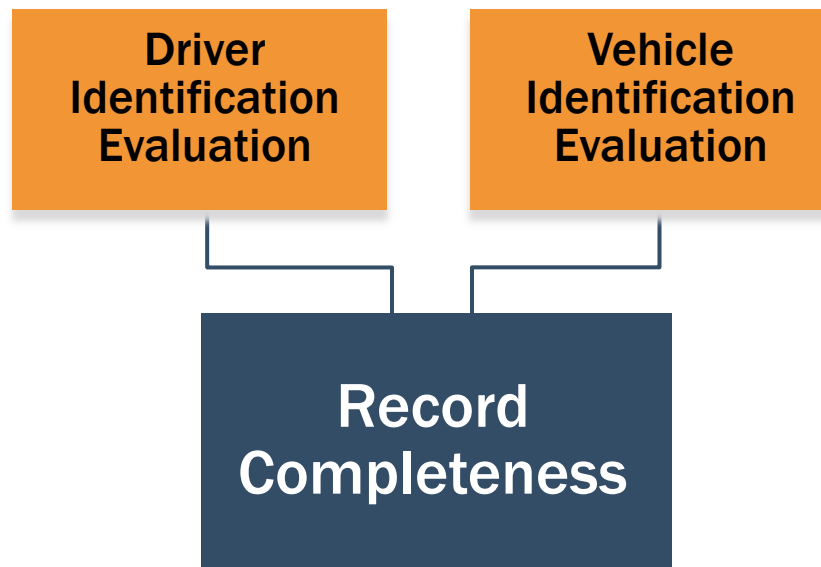 Driver
Identification
Evaluation
Vehicle
Identification
Evaluation
Record
Completeness